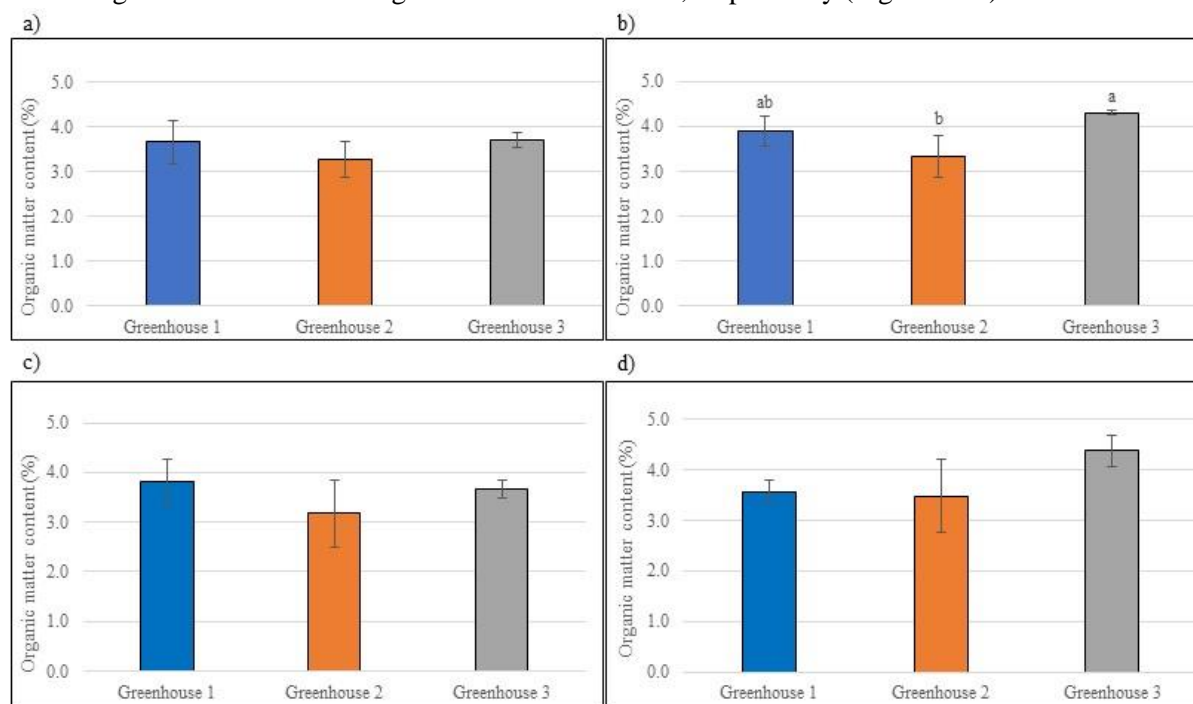 respectively
a)
5.0
4.0
3.0
2.0
1.0
0.0
Organic matter content (%)
Greenhouse 1
Greenhouse 2
Greenhouse 3
b)
5.0
4.0
3.0
2.0
1.0
0.0
Organic matter content (%)
ab
b
a
Greenhouse 1
Greenhouse 2
Greenhouse 3
c)
5.0
4.0
3.0
2.0
1.0
0.0
Organic matter content (%)
Greenhouse 1
Greenhouse 2
Greenhouse 3
d)
5.0
4.0
3.0
2.0
1.0
0.0
Organic matter content (%)
Greenhouse 1
Greenhouse 2
Greenhouse 3